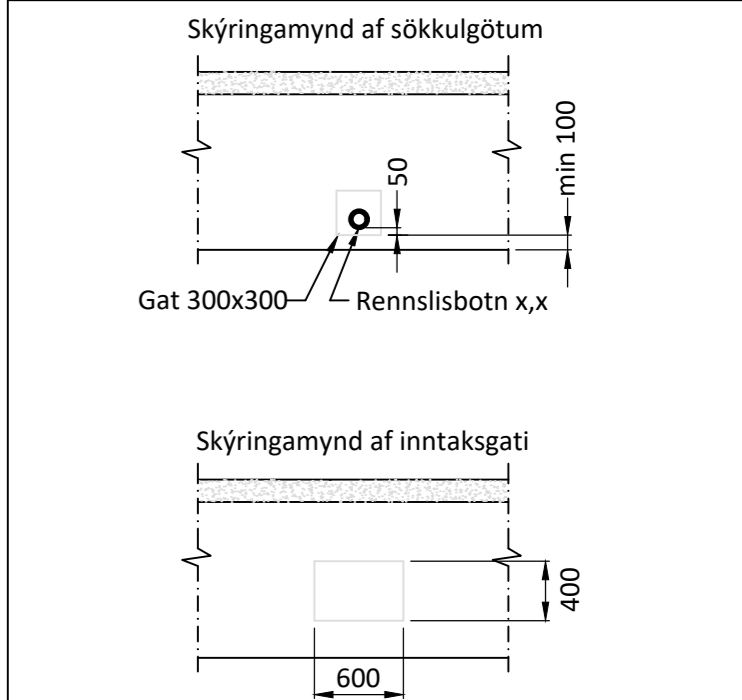 Skýringamynd af sökkulgötum
50
min 100
Gat 300x300
Rennslisbotn x,x
Skýringamynd af inntaksgati
400
600